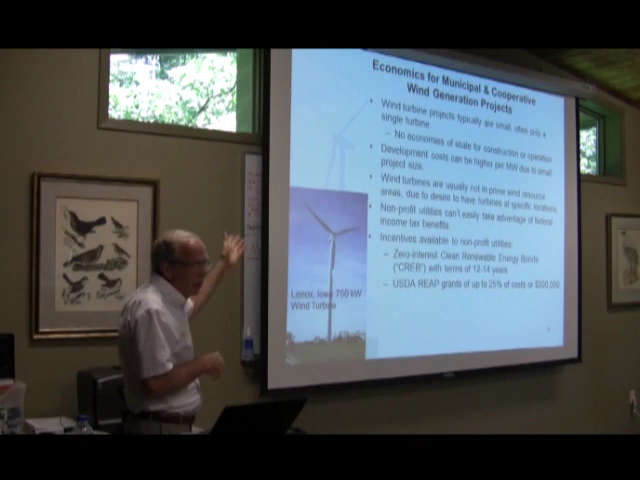 Economics for Municipal & Cooperative
Wind Generation Projects
• Wind turbine projects typically are small, often only a
single turbine.
– No economies of scale for construction or operation
• Development costs can be higher per MW due to small
project size.
• Wind turbines are usually not in prime wind resource
areas, due to desire to have turbines at specific locations.
• Non-profit utilities can't easily take advantage of federal
income tax benefits.
• Incentives available to non-profit utilities:
– Zero-interest Clean Renewable Energy Bonds
("CREB") with terms of 12-14 years
– USDA REAP grants of up to 25% of costs or $500,000
Lenox, Iowa 750 kW
Wind Turbine